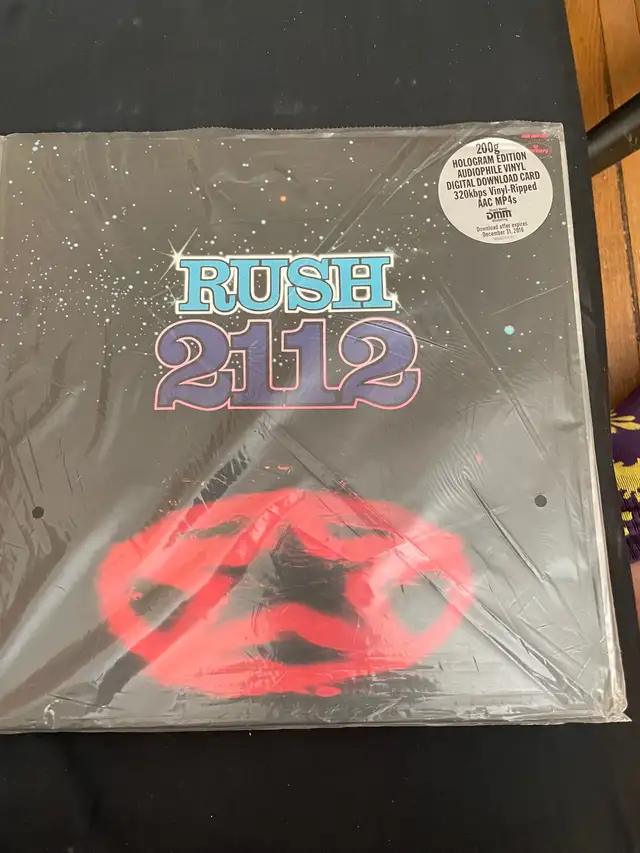 200g
HOLOGRAM EDITION
AUDIOPHILE VINYL
DIGITAL DOWNLOAD CARD
320kbps Vinyl-Ripped
AAC MP4s
DMM
Download offer expires
December 31, 2016
RUSH
2112